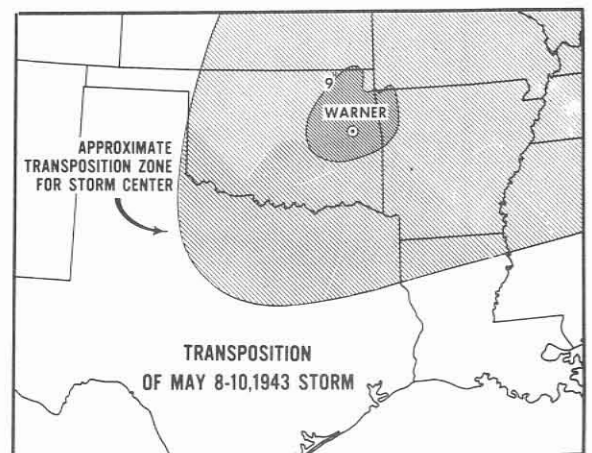 9"
WARNER
APPROXIMATE
TRANSPOSITION ZONE
FOR STORM CENTER
TRANSPOSITION
OF MAY 8-10,1943 STORM